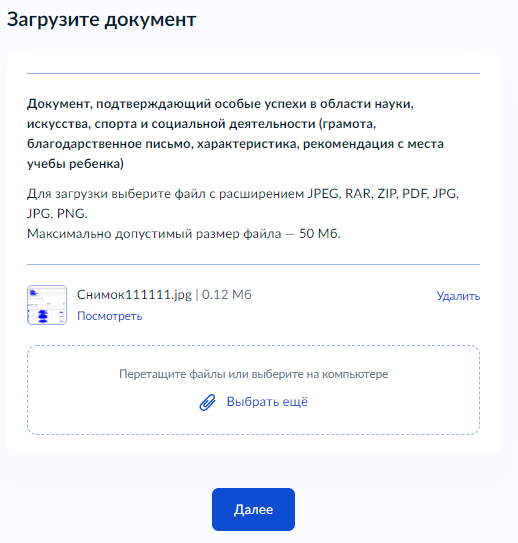 Загрузите документ
Документ, подтверждающий особые успехи в области науки,
искусства, спорта и социальной деятельности (грамота,
благодарственное письмо, характеристика, рекомендация с места
учебы ребенка)
Для загрузки выберите файл с расширением JPEG, RAR, ZIP, PDF, JPG,
JPG, PNG.
Максимально допустимый размер файла — 50 Мб.
Снимок111111.jpg | 0.12 Мб
Удалить
Посмотреть
Перетащите файлы или выберите на компьютере
Выбрать ещё
Далее